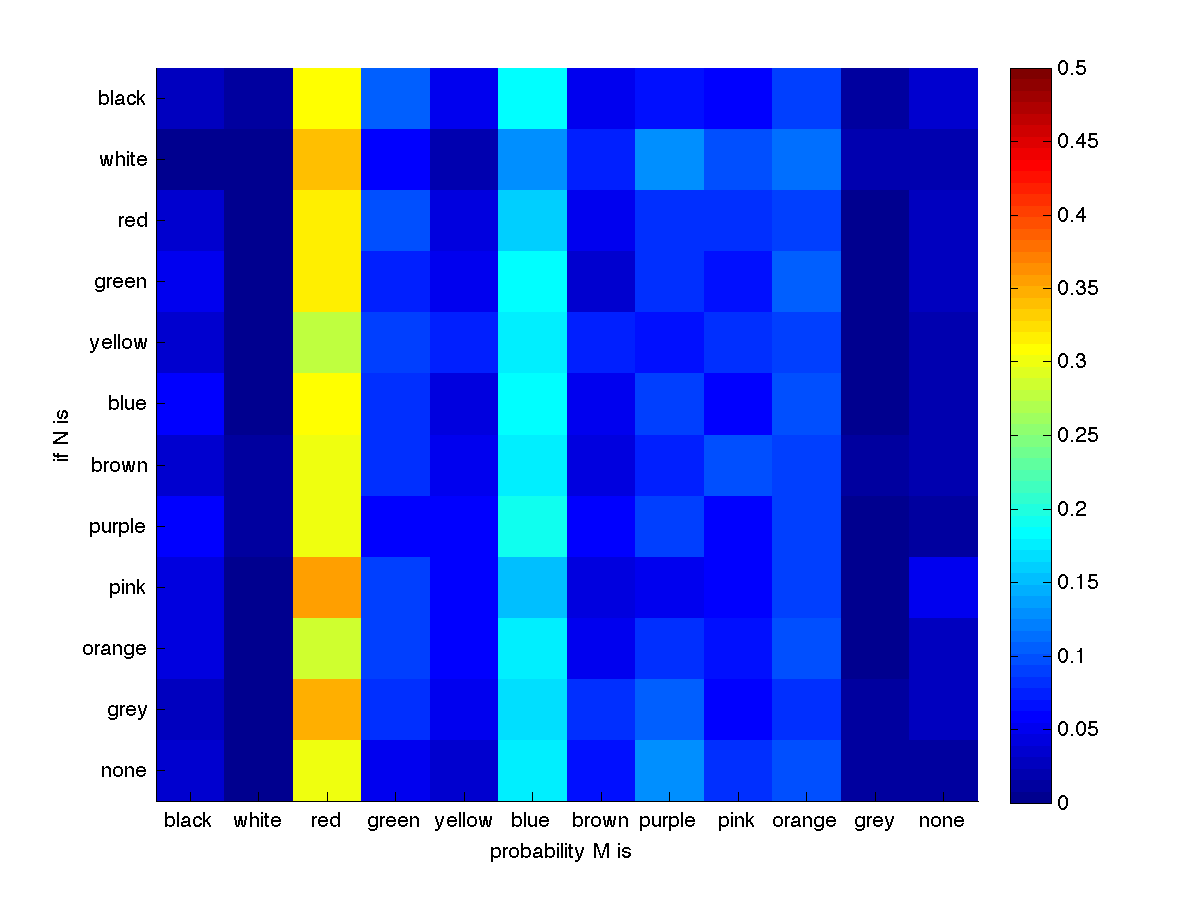 black
white
red
green
yellow
blue
brown
purple
pink
orange
grey
none
if N is
black white red green yellow blue brown purple pink orange grey none
probability M is
0.5
0.45
0.4
0.35
0.3
0.25
0.2
0.15
0.1
0.05
0